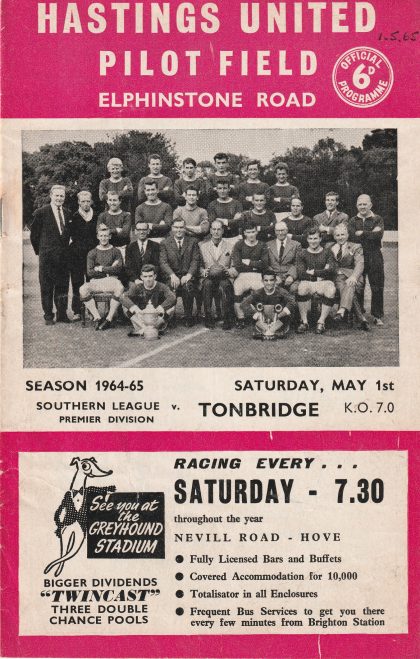 HASTINGS UNITED
1.5.65
PILOT FIELD
ELPHINSTONE ROAD
OFFICIAL
6D
PROGRAMME
SEASON 1964-65
SATURDAY, MAY 1st
SOUTHERN LEAGUE v. TONBRIDGE K.O. 7.0
PREMIER DIVISION
See you at
the
GREYHOUND
STADIUM
BIGGER DIVIDENDS
"TWINCAST"
THREE DOUBLE
CHANCE POOLS
RACING EVERY . . .
SATURDAY - 7.30
throughout the year
NEVILL ROAD - HOVE
● Fully Licensed Bars and Buffets
● Covered Accommodation for 10,000
● Totalisator in all Enclosures
● Frequent Bus Services to get you there
every few minutes from Brighton Station